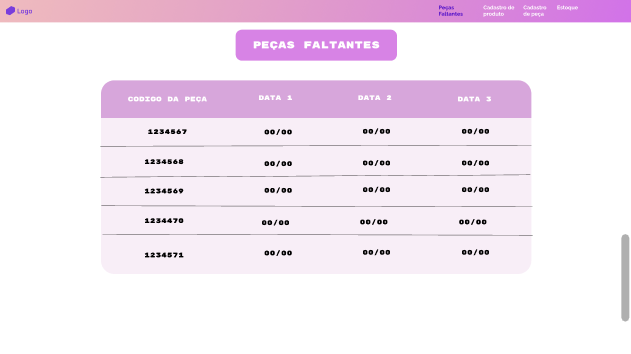 Logo
Peças Faltantes
Cadastro de produto
Cadastro de peça
Estoque
PEÇAS FALTANTES
CODIGO DA PEÇA DATA 1 DATA 2 DATA 3
1234567 00/00 00/00 00/00
1234568 00/00 00/00 00/00
1234569 00/00 00/00 00/00
1234470 00/00 00/00 00/00
1234571 00/00 00/00 00/00